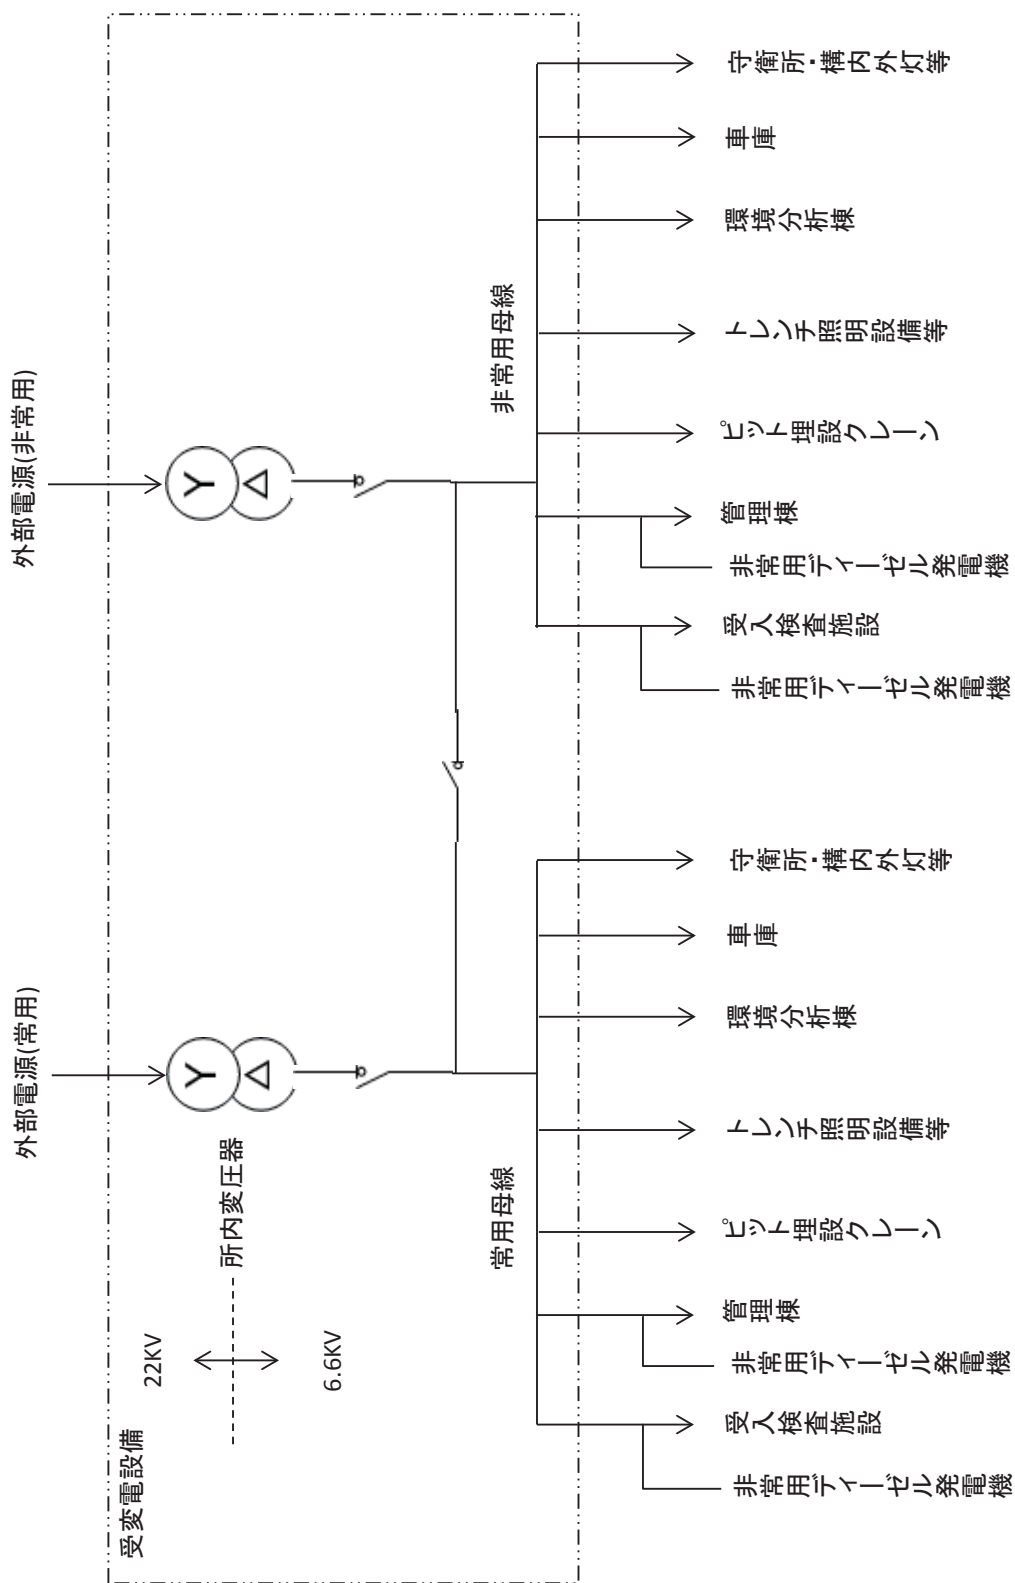 受変電設備
22KV
6.6KV
所内変圧器
外部電源(常用)
Y
Δ
外部電源(非常用)
Y
Δ
常用母線
非常用母線
非常用ディーゼル発電機
受入検査施設
非常用ディーゼル発電機
管理棟
ピット埋設クレーン
トレンチ照明設備等
環境分析棟
車庫
守衛所・構内外灯等
非常用ディーゼル発電機
受入検査施設
非常用ディーゼル発電機
管理棟
ピット埋設クレーン
トレンチ照明設備等
環境分析棟
車庫
守衛所・構内外灯等